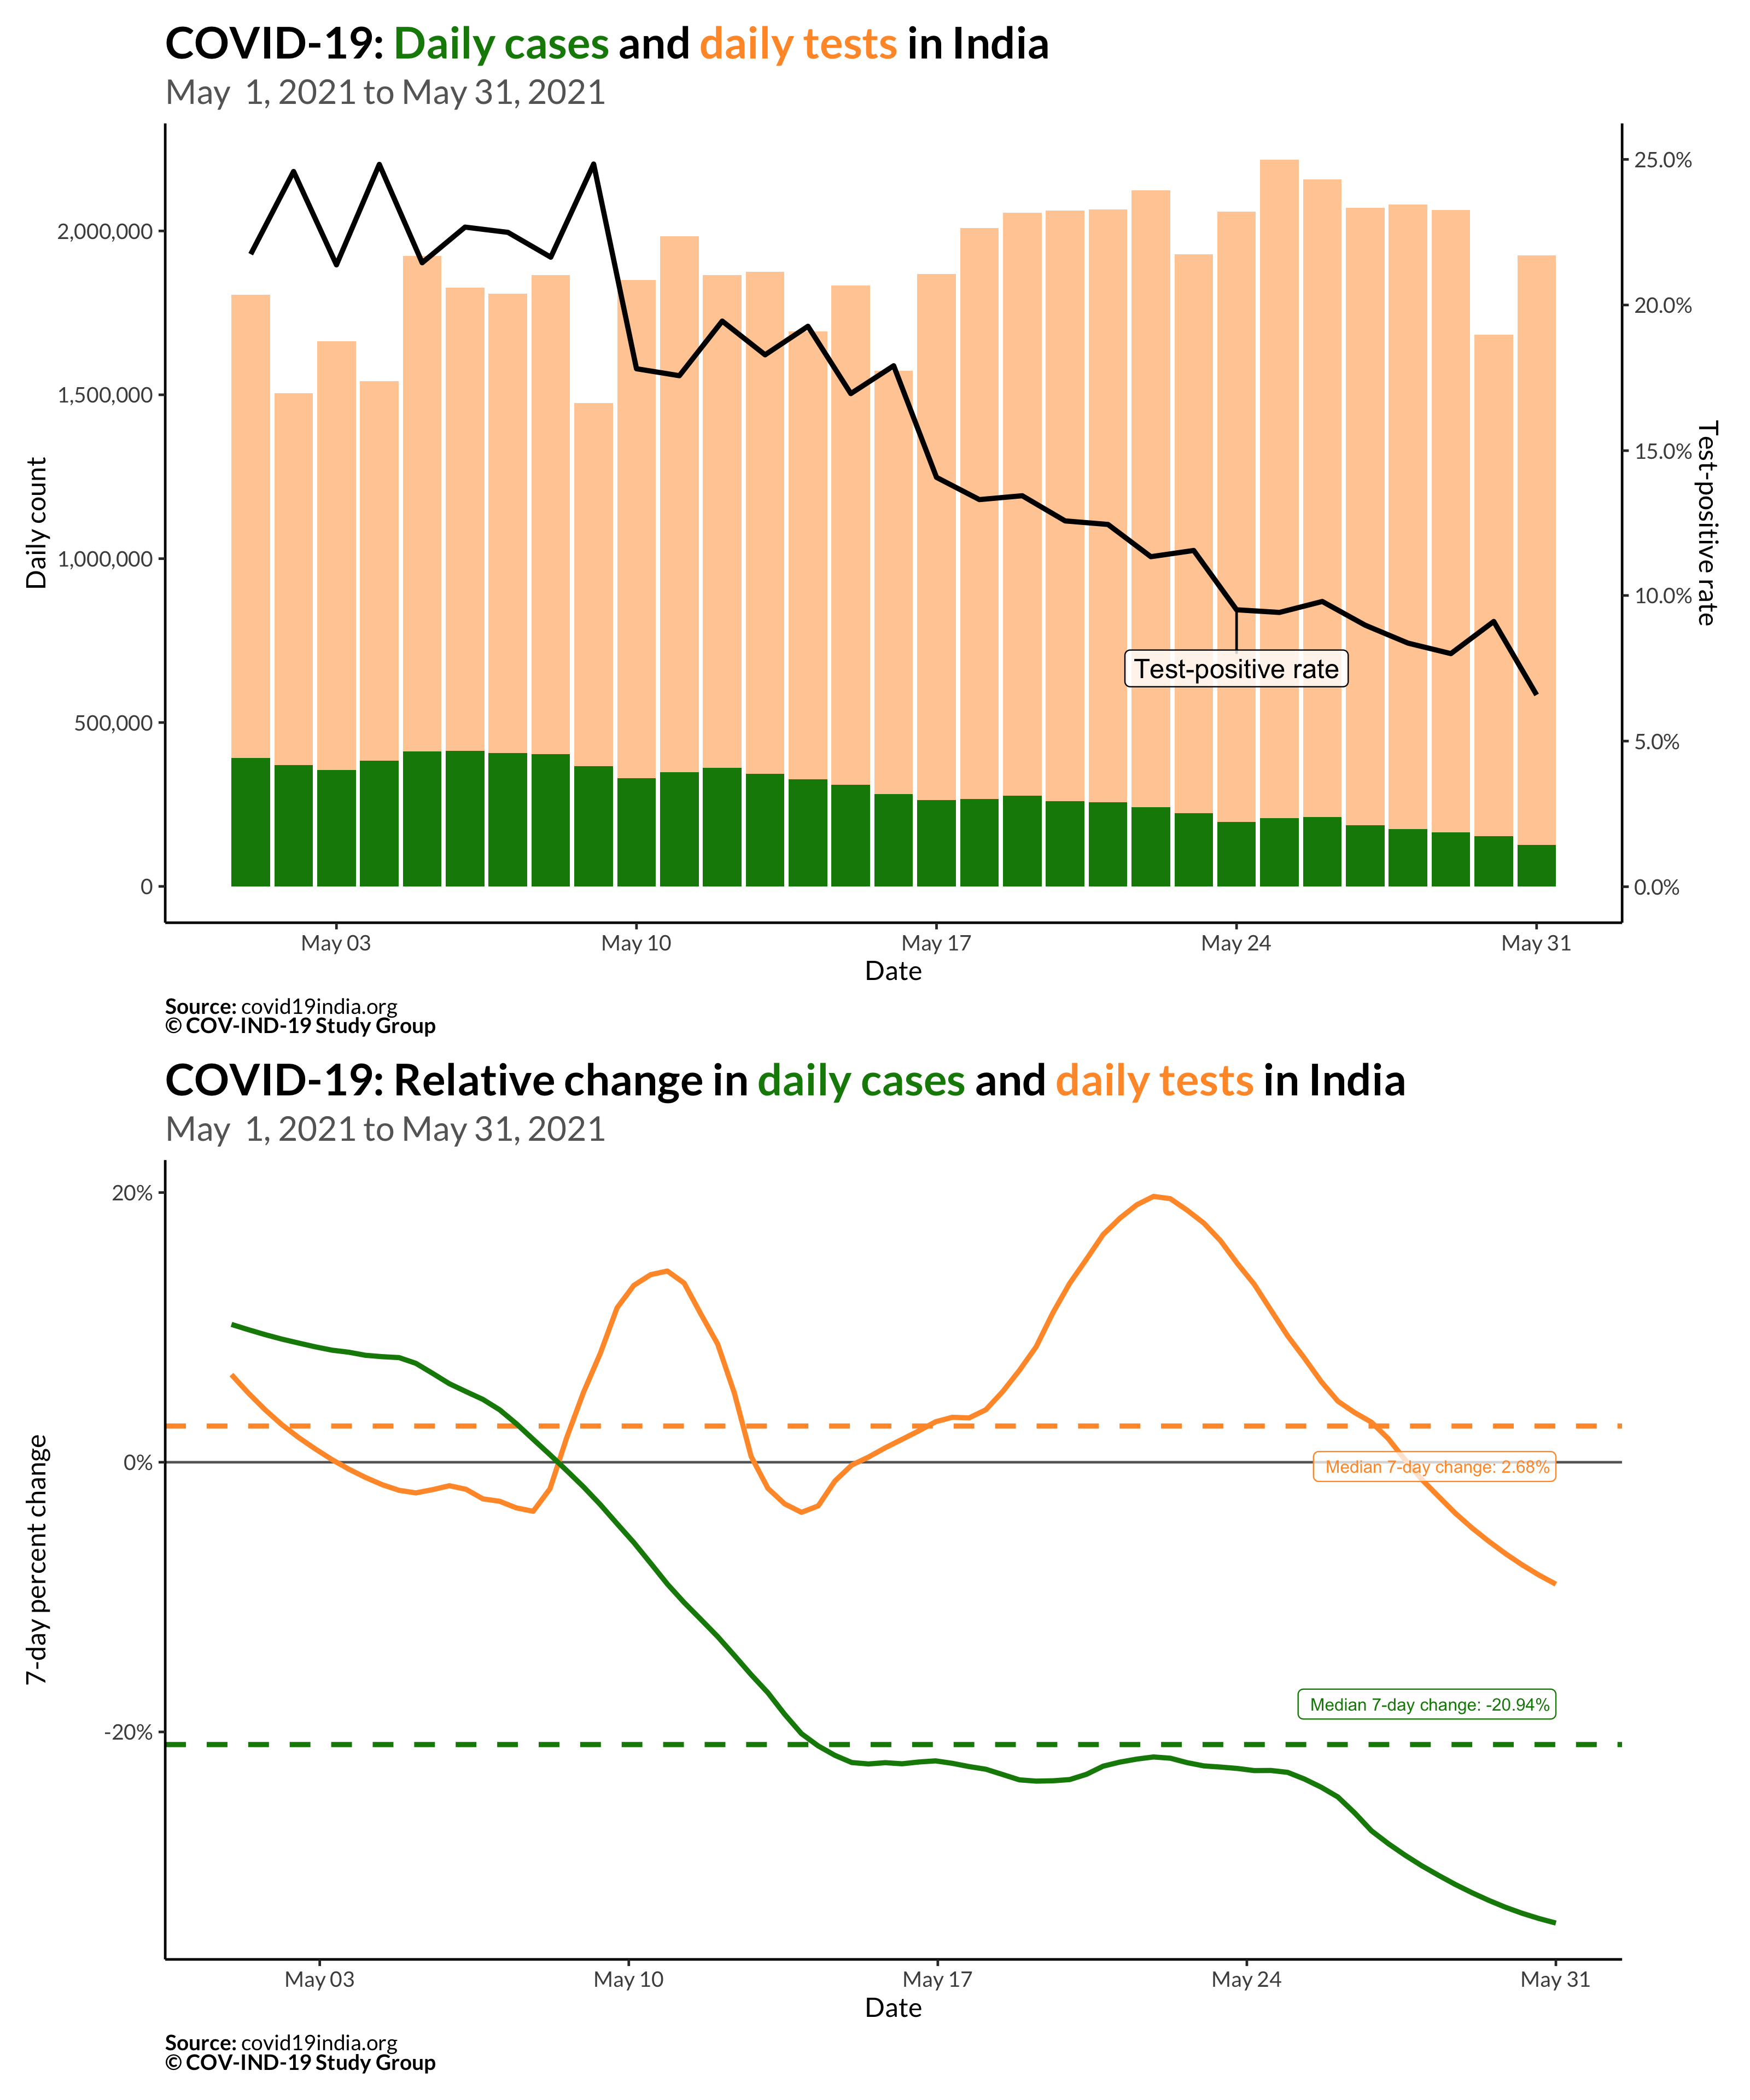 COVID-19: Daily cases and daily tests in India
May  1, 2021 to May 31, 2021
Daily count
2,000,000
1,500,000
1,000,000
500,000
0
25.0%
20.0%
15.0%
10.0%
5.0%
0.0%
Test-positive rate
Test-positive rate
May 03
May 10
May 17
May 24
May 31
Date
Source: covid19india.org
© COV-IND-19 Study Group
COVID-19: Relative change in daily cases and daily tests in India
May  1, 2021 to May 31, 2021
7-day percent change
20%
0%
-20%
Median 7-day change: 2.68%
Median 7-day change: -20.94%
May 03
May 10
May 17
May 24
May 31
Date
Source: covid19india.org
© COV-IND-19 Study Group